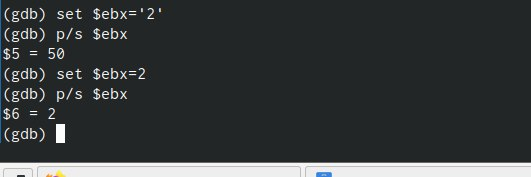 (gdb) set $ebx='2'
(gdb) p/s $ebx
$5 = 50
(gdb) set $ebx=2
(gdb) p/s $ebx
$6 = 2
(gdb)